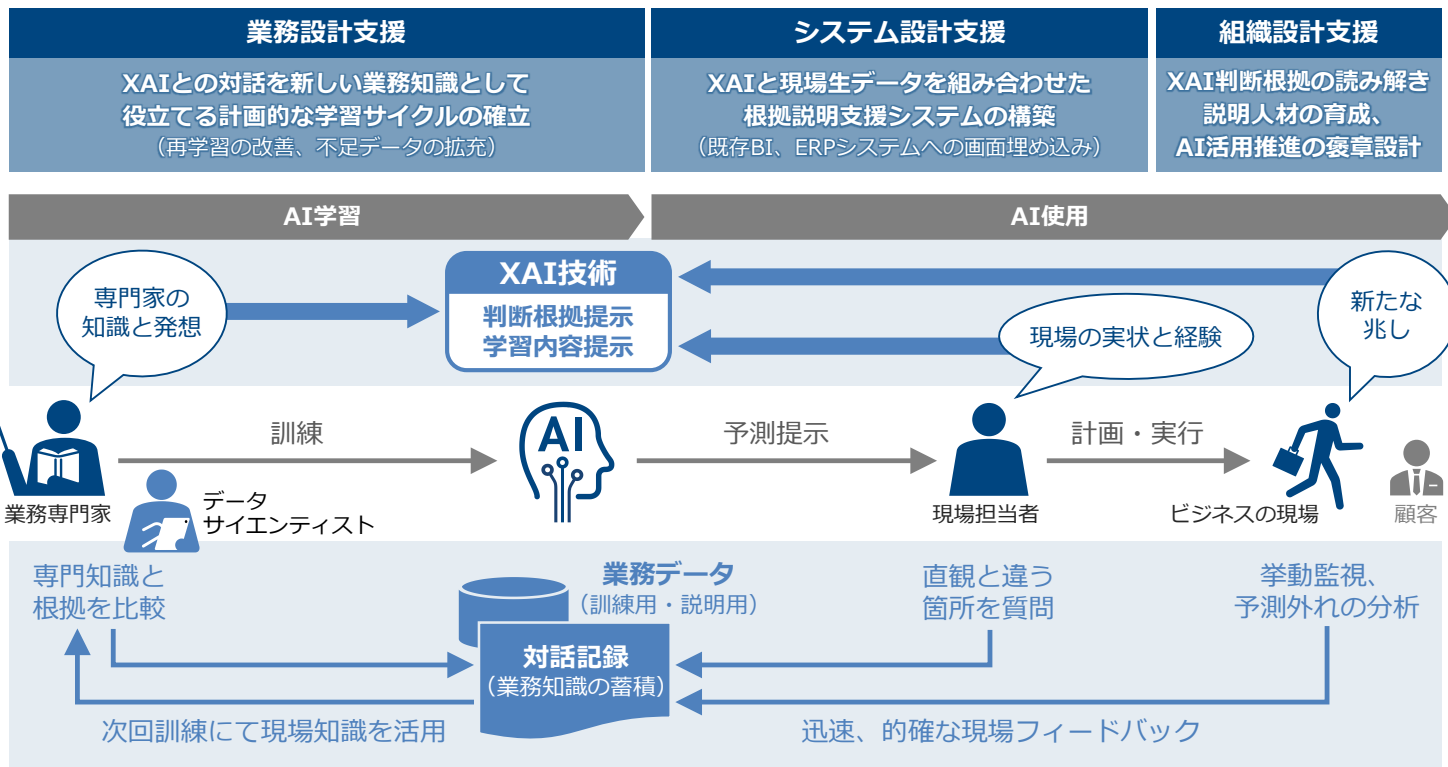 業務設計支援
XAIとの対話を新しい業務知識として
役立てる計画的な学習サイクルの確立
（再学習の改善、不足データの拡充）
システム設計支援
XAIと現場生データを組み合わせた
根拠説明支援システムの構築
（既存BI、ERPシステムへの画面埋め込み）
組織設計支援
XAI判断根拠の読み解き
説明人材の育成、
AI活用推進の褒章設計
AI学習
AI使用
専門家の
知識と発想
XAI技術
判断根拠提示
学習内容提示
現場の実状と経験
新たな
兆し
訓練
AI
予測提示
計画・実行
業務専門家
データ
サイエンティスト
現場担当者
ビジネスの現場
顧客
専門知識と
根拠を比較
業務データ
（訓練用・説明用）
直観と違う
箇所を質問
挙動監視、
予測外れの分析
対話記録
（業務知識の蓄積）
次回訓練にて現場知識を活用
迅速、的確な現場フィードバック